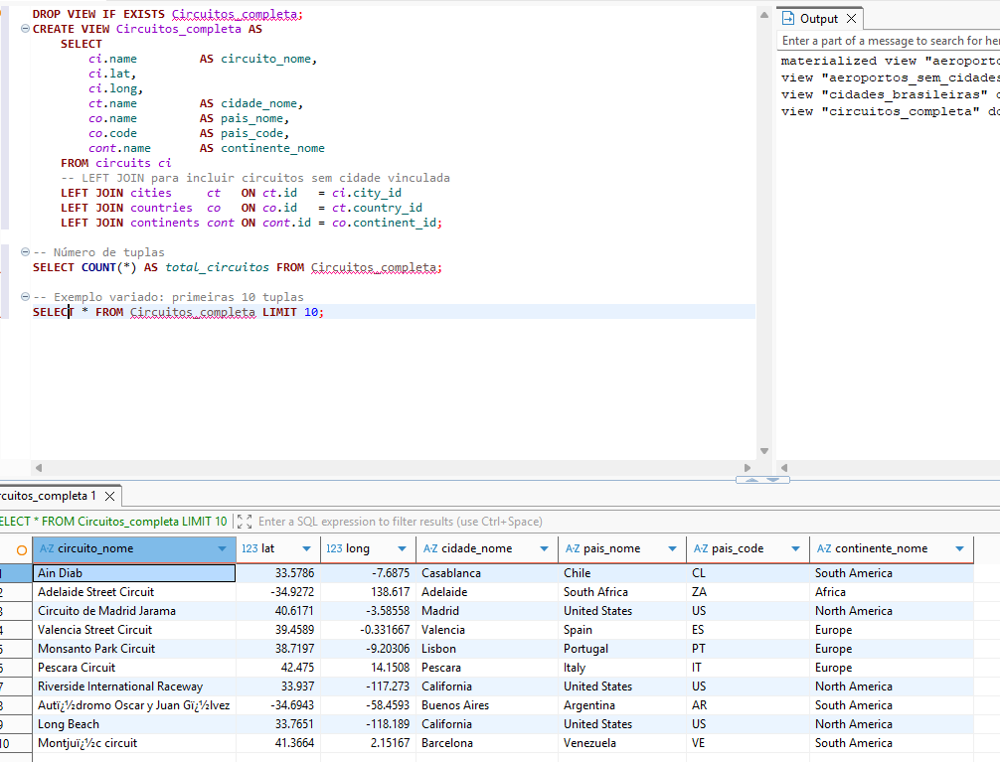 DROP VIEW IF EXISTS Circuitos_completa;
CREATE VIEW Circuitos_completa AS
SELECT
ci.name AS circuito_nome,
ci.lat,
ci.long,
ct.name AS cidade_nome,
co.name AS pais_nome,
co.code AS pais_code,
cont.name AS continente_nome
FROM circuits ci
-- LEFT JOIN para incluir circuitos sem cidade vinculada
LEFT JOIN cities ct ON ct.id = ci.city_id
LEFT JOIN countries co ON co.id = ct.country_id
LEFT JOIN continents cont ON cont.id = co.continent_id;
-- Número de tuplas
SELECT COUNT(*) AS total_circuitos FROM Circuitos_completa;
-- Exemplo variado: primeiras 10 tuplas
SELECT * FROM Circuitos_completa LIMIT 10;
Output
Enter a part of a message to search for her
materialized view "aeroporto
view "aeroportos_sem_cidades
view "cidades_brasileiras" d
view "circuitos_completa" do
rcuitos_completa 1
ELECT * FROM Circuitos_completa LIMIT 10 Enter a SQL expression to filter results (use Ctrl+Space)
A-Z circuito_nome 123 lat 123 long A-Z cidade_nome A-Z pais_nome A-Z pais_code A-Z continente_nome
1 Ain Diab 33.5786 -7.6875 Casablanca Chile CL South America
2 Adelaide Street Circuit -34.9272 138.617 Adelaide South Africa ZA Africa
3 Circuito de Madrid Jarama 40.6171 -3.58558 Madrid United States US North America
4 Valencia Street Circuit 39.4589 -0.331667 Valencia Spain ES Europe
5 Monsanto Park Circuit 38.7197 -9.20306 Lisbon Portugal PT Europe
6 Pescara Circuit 42.475 14.1508 Pescara Italy IT Europe
7 Riverside International Raceway 33.937 -117.273 California United States US North America
8 Autï¿½dromo Oscar y Juan Gï¿½lvez -34.6943 -58.4593 Buenos Aires Argentina AR South America
9 Long Beach 33.7651 -118.189 California United States US North America
10 Montjuï¿½c circuit 41.3664 2.15167 Barcelona Venezuela VE South America